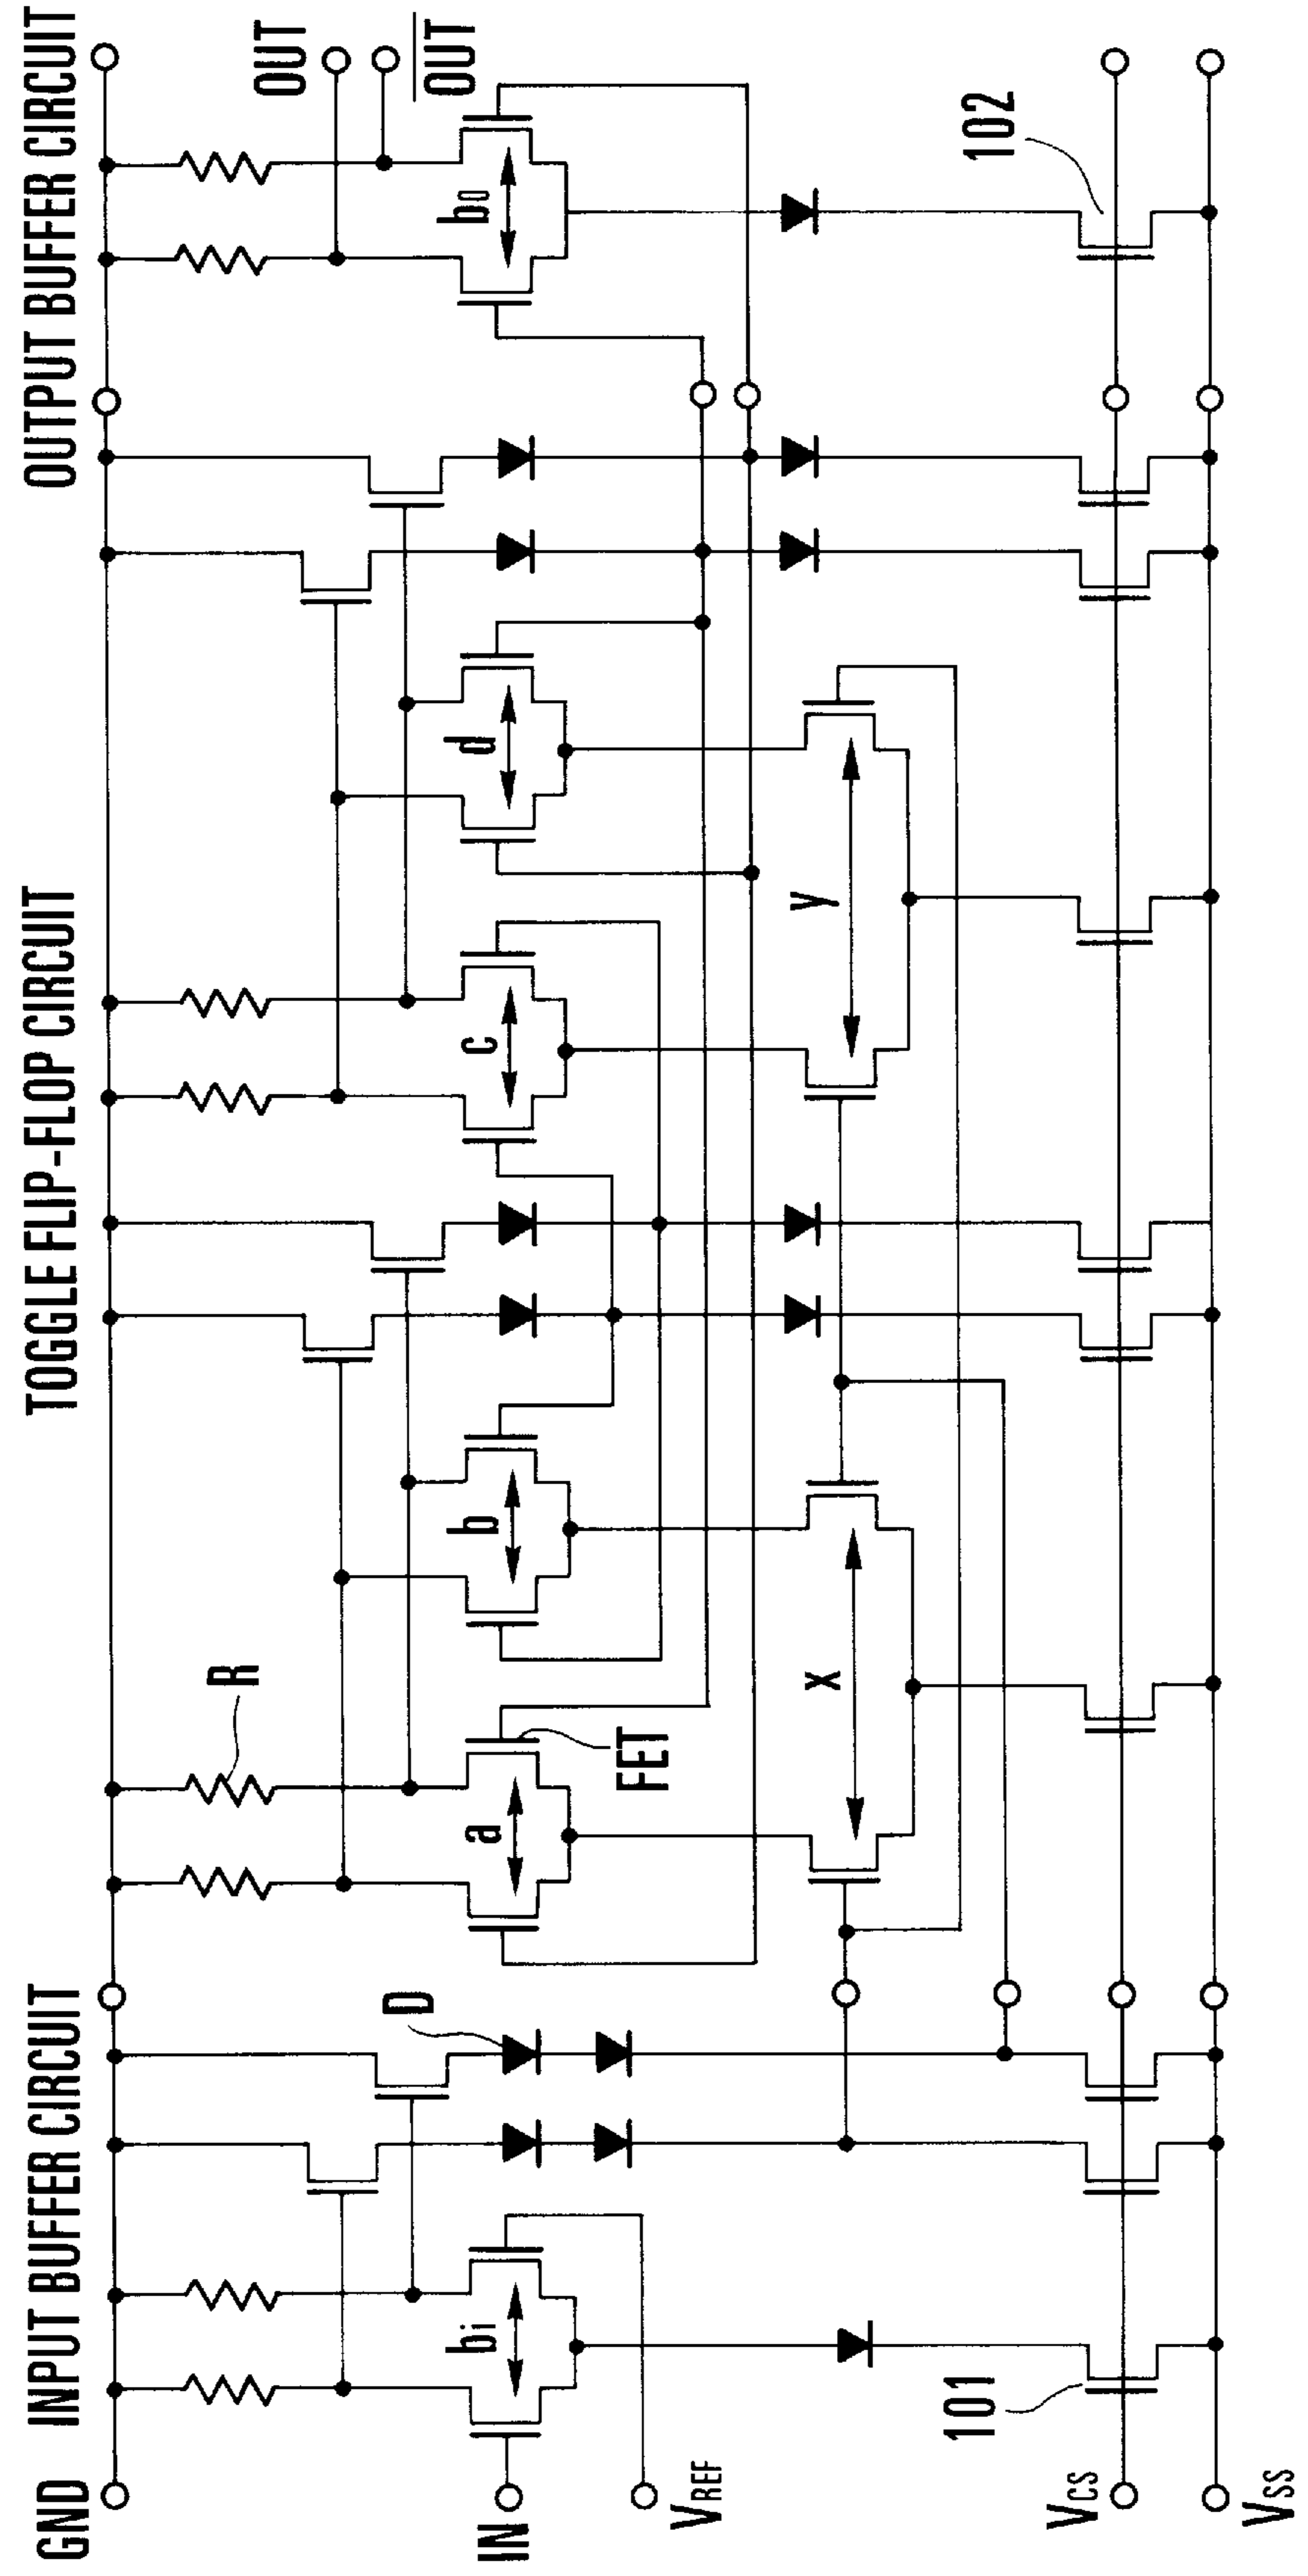 GND
INPUT BUFFER CIRCUIT
TOGGLE FLIP-FLOP CIRCUIT
OUTPUT BUFFER CIRCUIT
OUT
OUT
R
D
IN
bi
a
FET
b
c
d
b0
VREF
x
y
101
102
VCS
VSS